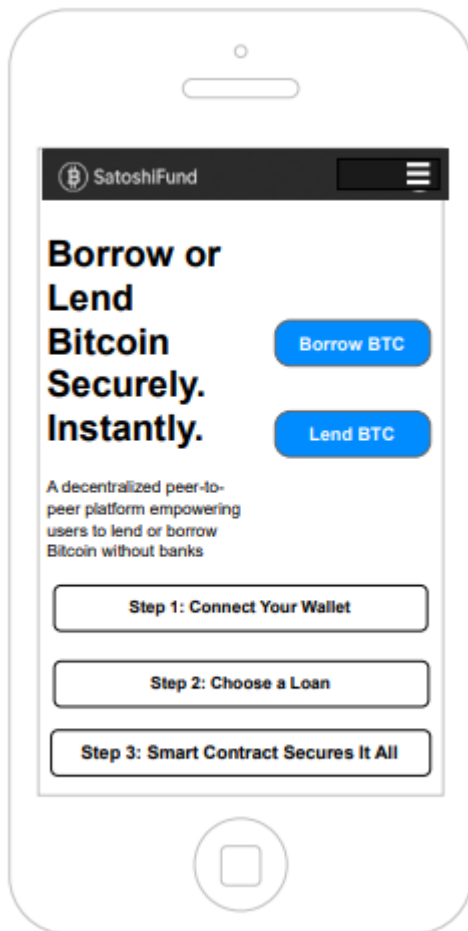 SatoshiFund
Borrow or
Lend
Bitcoin
Securely.
Instantly.
Borrow BTC
Lend BTC
A decentralized peer-to-
peer platform empowering
users to lend or borrow
Bitcoin without banks
Step 1: Connect Your Wallet
Step 2: Choose a Loan
Step 3: Smart Contract Secures It All